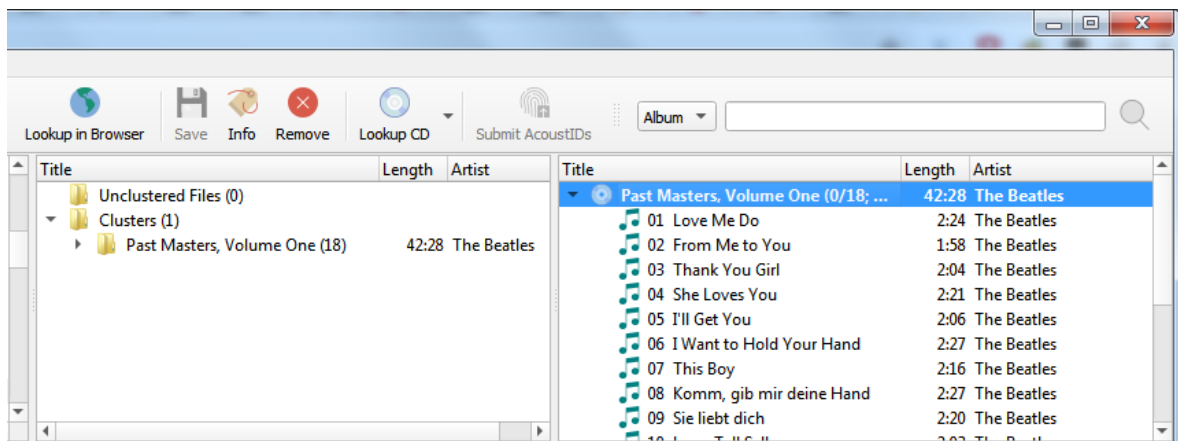 Lookup in Browser Save Info Remove Lookup CD Submit AcoustIDs Album
Title Length Artist
Unclustered Files (0)
Clusters (1)
Past Masters, Volume One (18) 42:28 The Beatles
Title Length Artist
Past Masters, Volume One (0/18; ... 42:28 The Beatles
01 Love Me Do 2:24 The Beatles
02 From Me to You 1:58 The Beatles
03 Thank You Girl 2:04 The Beatles
04 She Loves You 2:21 The Beatles
05 I'll Get You 2:06 The Beatles
06 I Want to Hold Your Hand 2:27 The Beatles
07 This Boy 2:16 The Beatles
08 Komm, gib mir deine Hand 2:27 The Beatles
09 Sie liebt dich 2:20 The Beatles